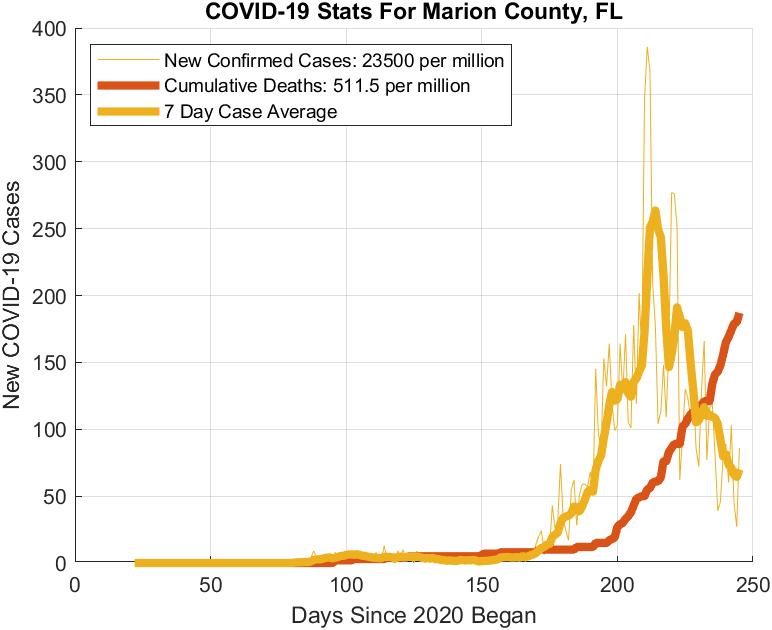 COVID-19 Stats For Marion County, FL
New Confirmed Cases: 23500 per million
Cumulative Deaths: 511.5 per million
7 Day Case Average
New COVID-19 Cases
400
350
300
250
200
150
100
50
0
0 50 100 150 200 250
Days Since 2020 Began